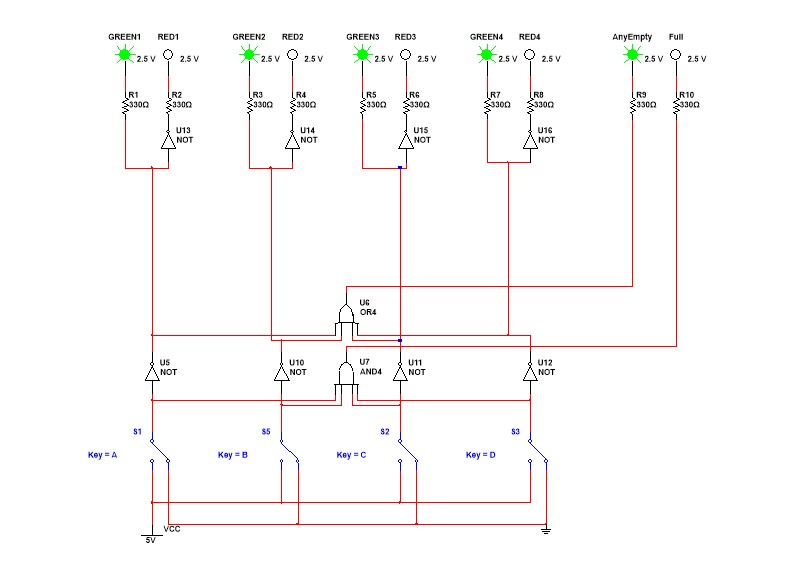 GREEN1 RED1 GREEN2 RED2 GREEN3 RED3 GREEN4 RED4 AnyEmpty Full
2.5 V 2.5 V 2.5 V 2.5 V 2.5 V 2.5 V 2.5 V 2.5 V 2.5 V 2.5 V
R1 R2 R3 R4 R5 R6 R7 R8 R9 R10
330Ω 330Ω 330Ω 330Ω 330Ω 330Ω 330Ω 330Ω 330Ω 330Ω
U13 U14 U15 U16
NOT NOT NOT NOT
U6
OR4
U5 U10 U7 U11 U12
NOT NOT AND4 NOT NOT
S1 S5 S2 S3
Key = A Key = B Key = C Key = D
VCC
5V